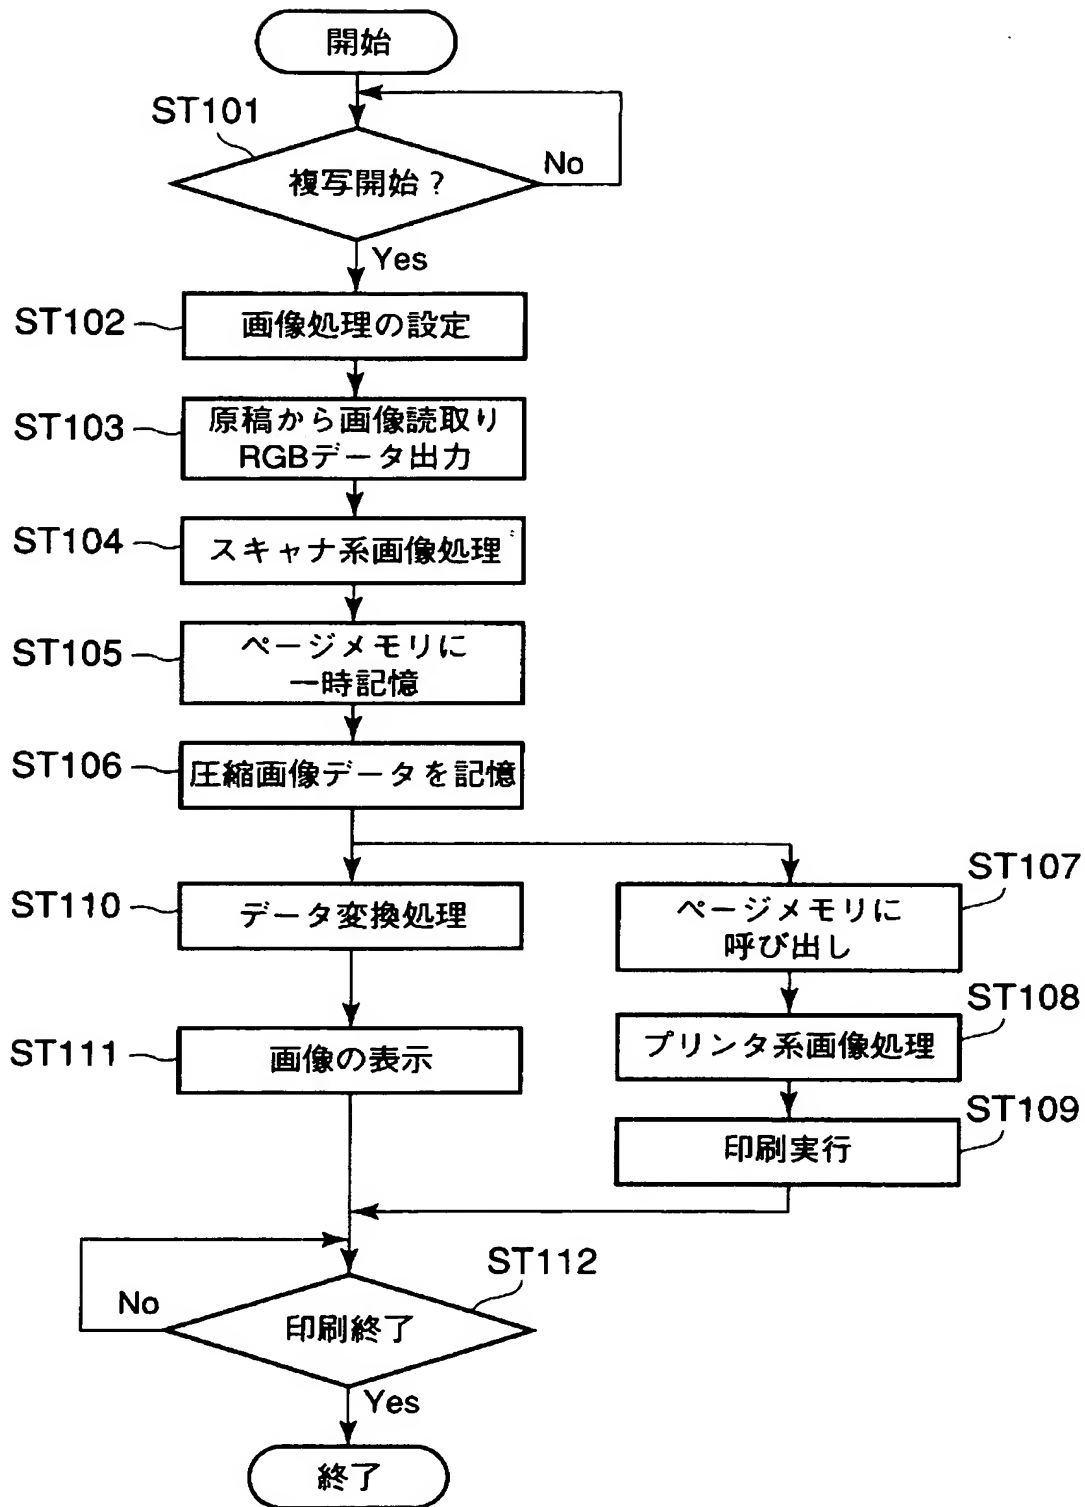 開始
ST101
複写開始？
No
Yes
ST102
画像処理の設定
ST103
原稿から画像読取り
RGBデータ出力
ST104
スキャナ系画像処理
ST105
ページメモリに
一時記憶
ST106
圧縮画像データを記憶
ST110
データ変換処理
ST107
ページメモリに
呼び出し
ST111
画像の表示
ST108
プリンタ系画像処理
ST109
印刷実行
ST112
No
印刷終了
Yes
終了